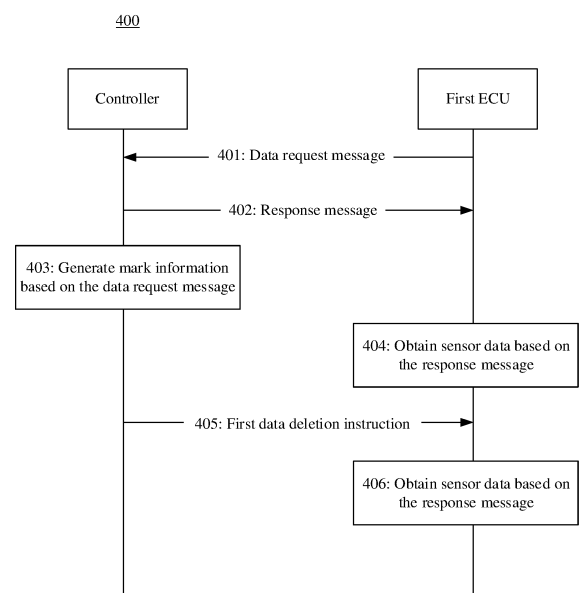 400
Controller
First ECU
401: Data request message
402: Response message
403: Generate mark information
based on the data request message
404: Obtain sensor data based on
the response message
405: First data deletion instruction
406: Obtain sensor data based on
the response message